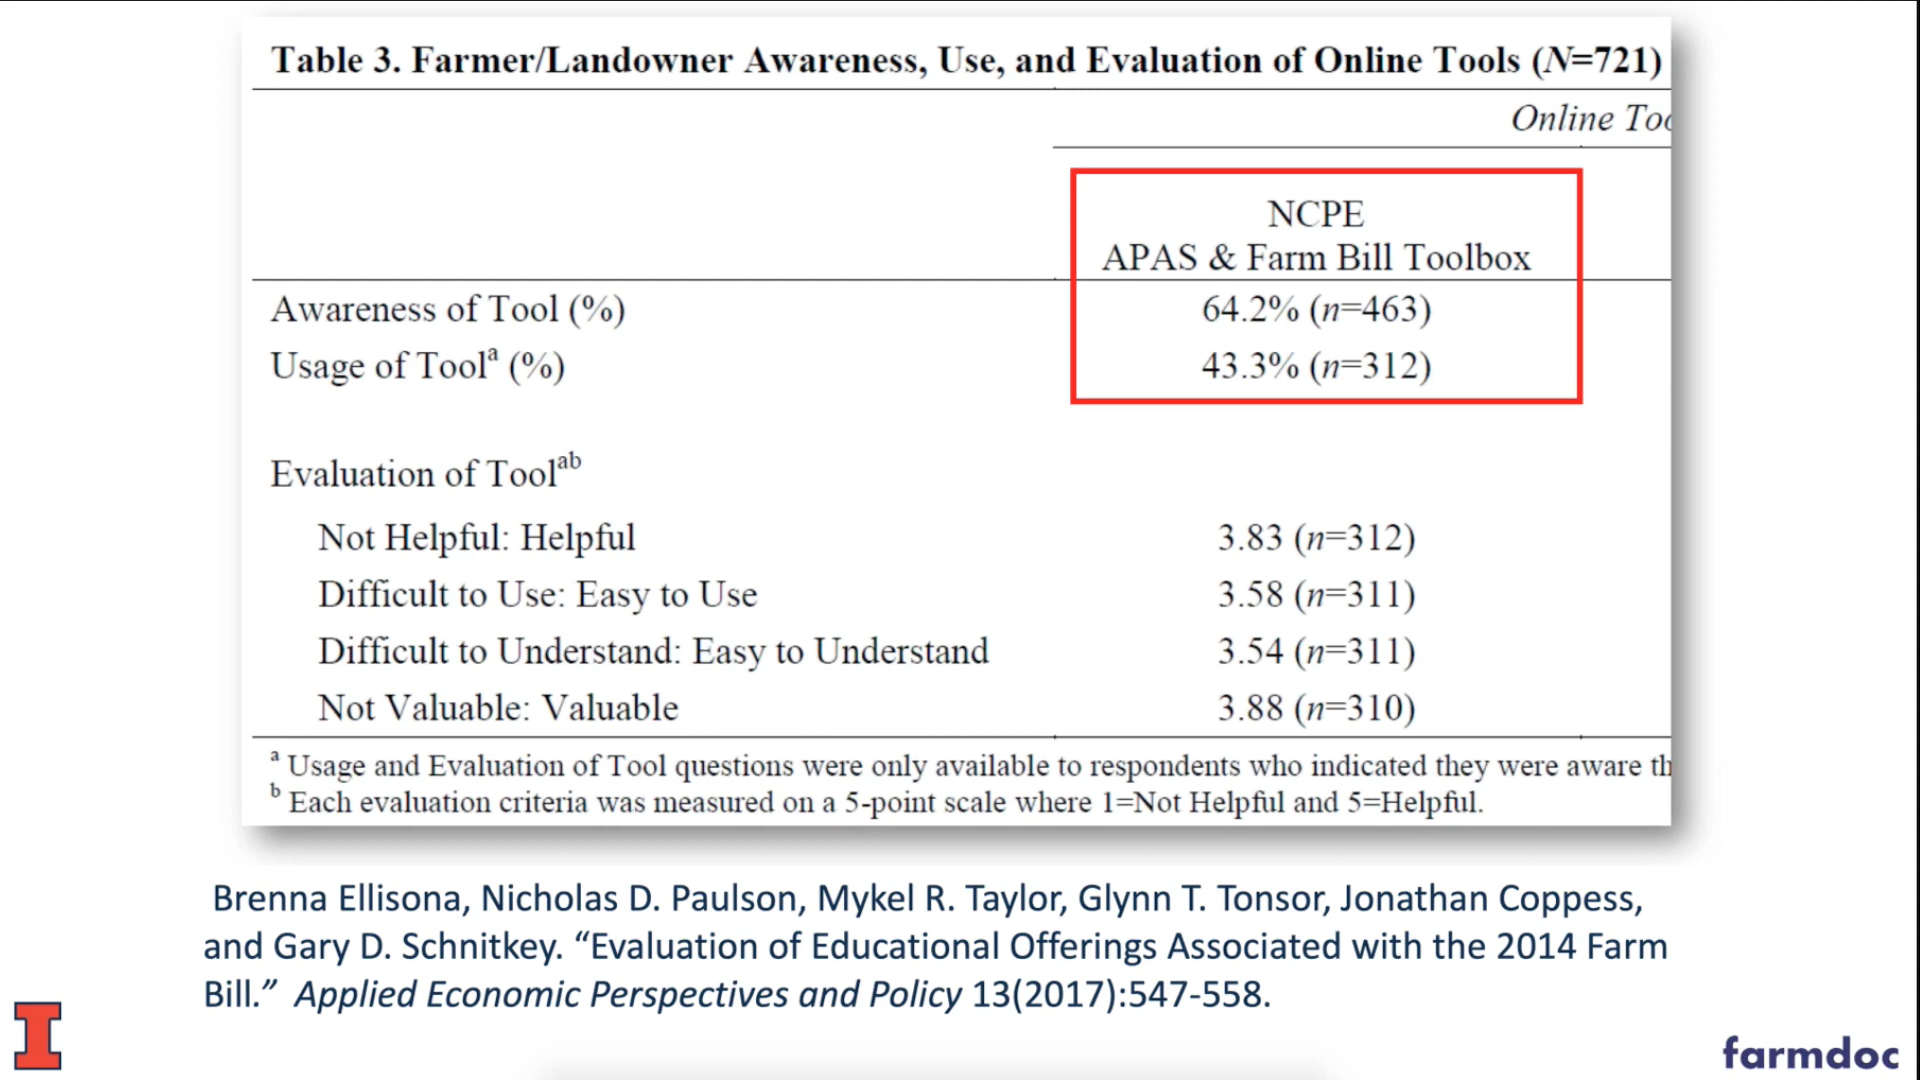 Table 3. Farmer/Landowner Awareness, Use, and Evaluation of Online Tools (N=721)
Online Too
NCPE
APAS & Farm Bill Toolbox
Awareness of Tool (%) 64.2% (n=463)
Usage of Toolᵃ (%) 43.3% (n=312)
Evaluation of Toolᵃᵇ
Not Helpful: Helpful 3.83 (n=312)
Difficult to Use: Easy to Use 3.58 (n=311)
Difficult to Understand: Easy to Understand 3.54 (n=311)
Not Valuable: Valuable 3.88 (n=310)
ᵃ Usage and Evaluation of Tool questions were only available to respondents who indicated they were aware th
ᵇ Each evaluation criteria was measured on a 5-point scale where 1=Not Helpful and 5=Helpful.
Brenna Ellisona, Nicholas D. Paulson, Mykel R. Taylor, Glynn T. Tonsor, Jonathan Coppess,
and Gary D. Schnitkey. “Evaluation of Educational Offerings Associated with the 2014 Farm
Bill.” Applied Economic Perspectives and Policy 13(2017):547-558.
I
farmdoc